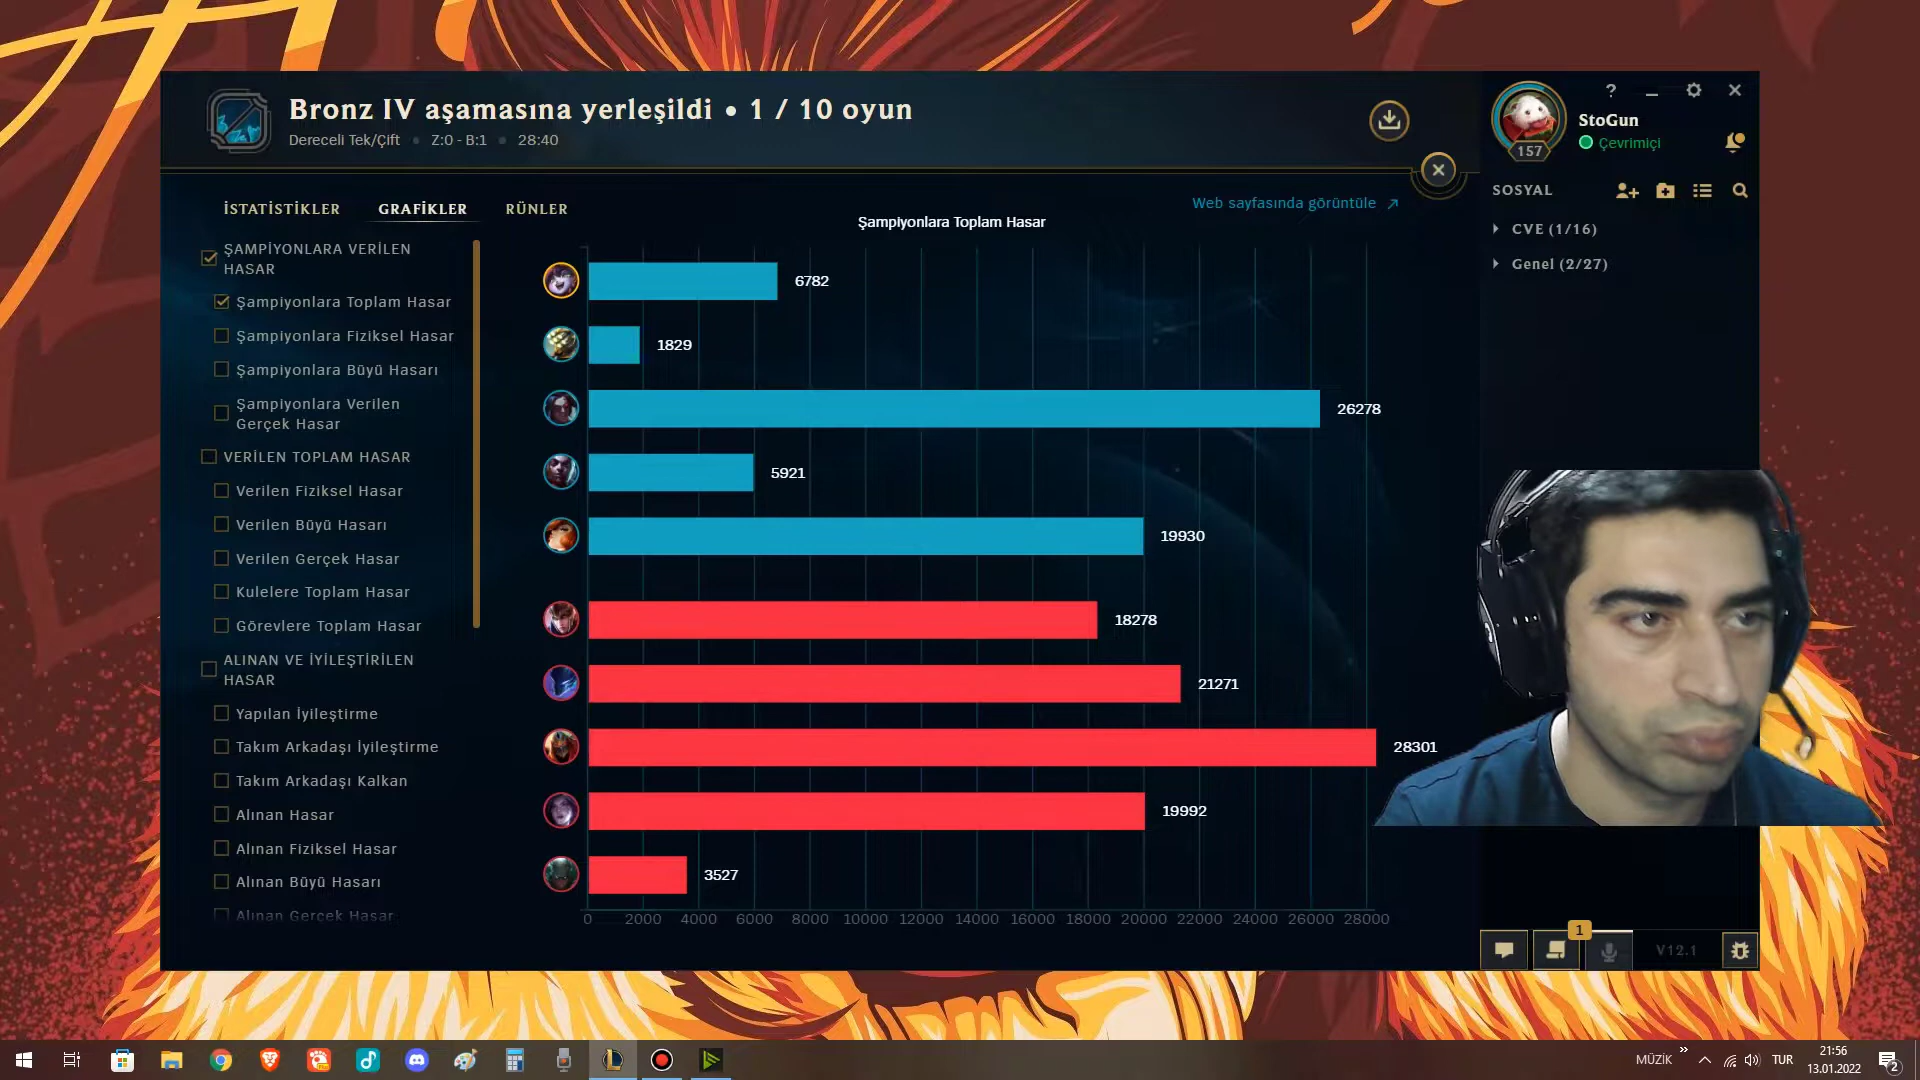 Bronz IV aşamasına yerleşildi • 1 / 10 oyun
Dereceli Tek/Çift • Z:0 - B:1 • 28:40
StoGun
Çevrimiçi
157
İSTATİSTİKLER GRAFİKLER RÜNLER
Web sayfasında görüntüle
Şampiyonlara Toplam Hasar
SOSYAL
CVE (1/16)
Genel (2/27)
ŞAMPİYONLARA VERİLEN
HASAR
Şampiyonlara Toplam Hasar
Şampiyonlara Fiziksel Hasar
Şampiyonlara Büyü Hasarı
Şampiyonlara Verilen
Gerçek Hasar
VERİLEN TOPLAM HASAR
Verilen Fiziksel Hasar
Verilen Büyü Hasarı
Verilen Gerçek Hasar
Kulelere Toplam Hasar
Görevlere Toplam Hasar
ALINAN VE İYİLEŞTİRİLEN
HASAR
Yapılan İyileştirme
Takım Arkadaşı İyileştirme
Takım Arkadaşı Kalkan
Alınan Hasar
Alınan Fiziksel Hasar
Alınan Büyü Hasarı
Alınan Gerçek Hasar
6782
1829
26278
5921
19930
18278
21271
28301
19992
3527
0 2000 4000 6000 8000 10000 12000 14000 16000 18000 20000 22000 24000 26000 28000
1
V12.1
MÜZİK
TUR
21:56
13.01.2022
2